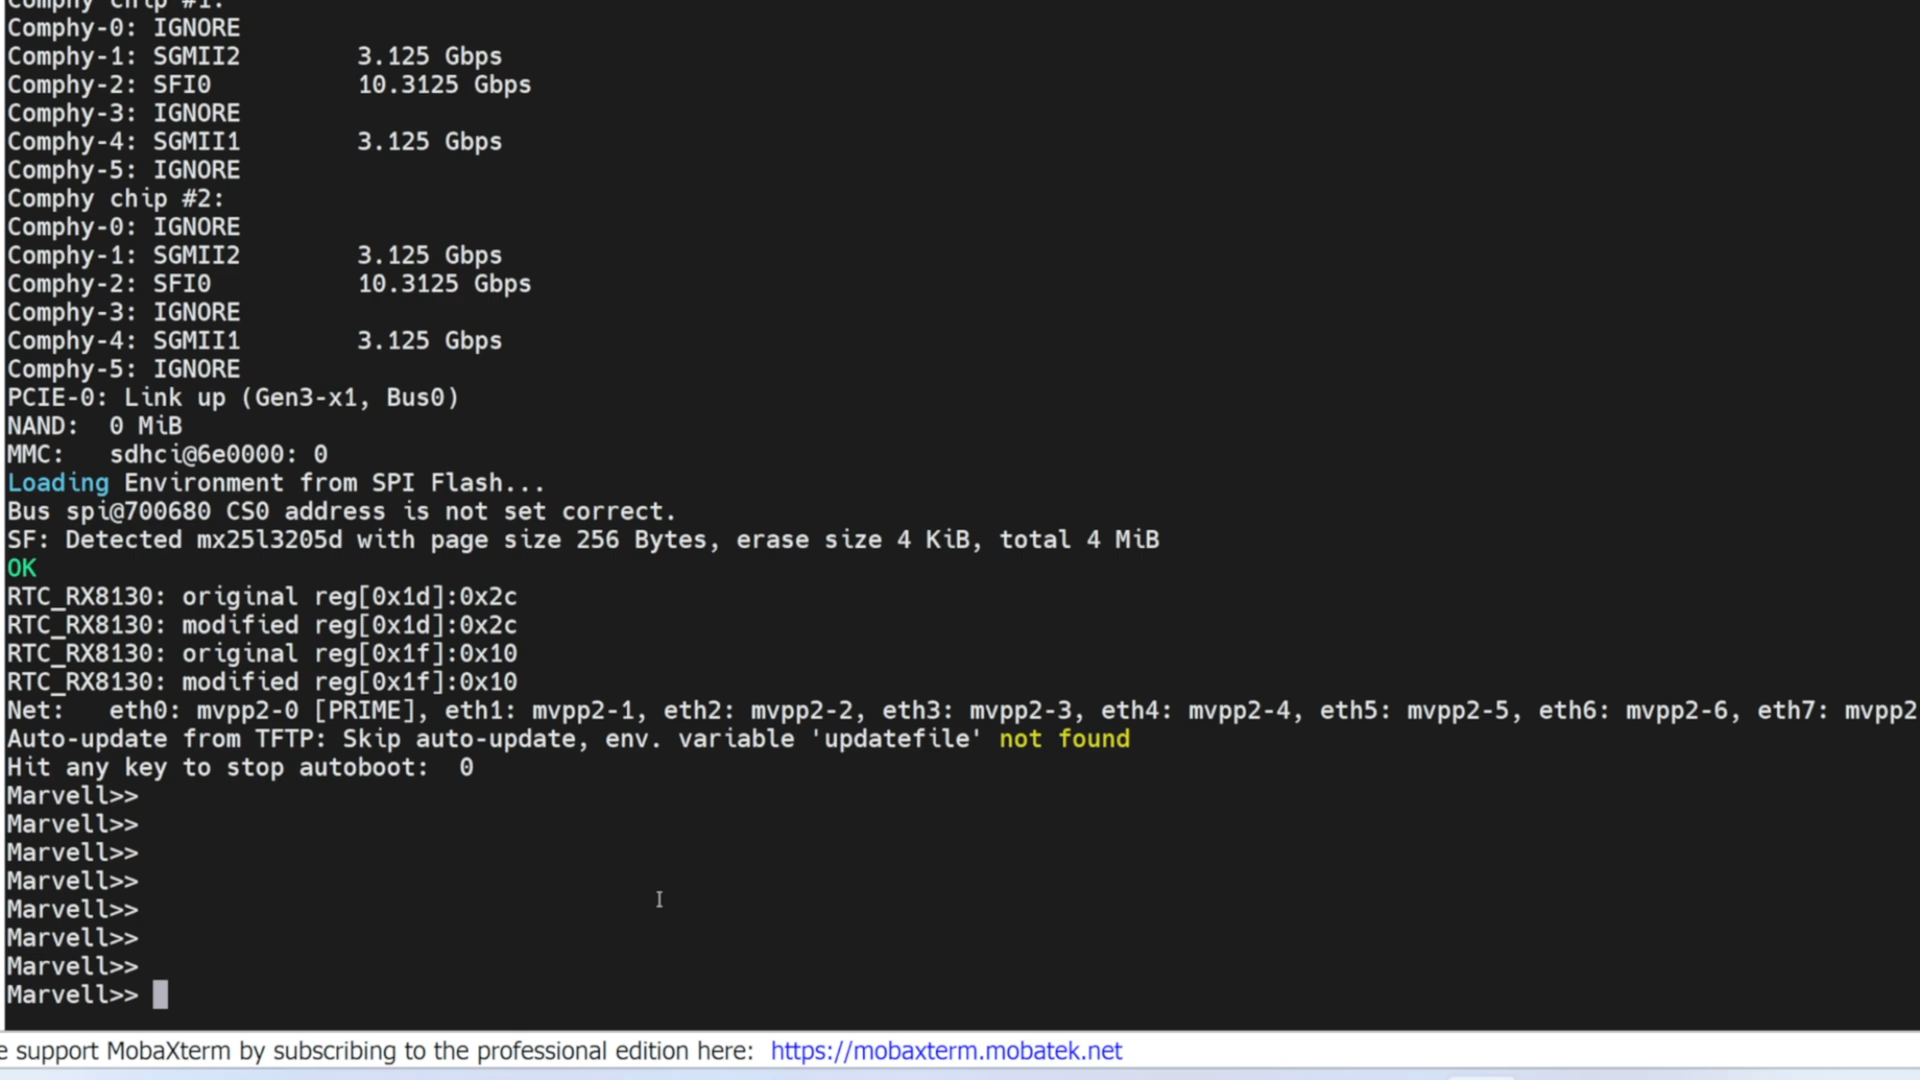 Comphy chip #1:
Comphy-0: IGNORE
Comphy-1: SGMII2 3.125 Gbps
Comphy-2: SFI0 10.3125 Gbps
Comphy-3: IGNORE
Comphy-4: SGMII1 3.125 Gbps
Comphy-5: IGNORE
Comphy chip #2:
Comphy-0: IGNORE
Comphy-1: SGMII2 3.125 Gbps
Comphy-2: SFI0 10.3125 Gbps
Comphy-3: IGNORE
Comphy-4: SGMII1 3.125 Gbps
Comphy-5: IGNORE
PCIE-0: Link up (Gen3-x1, Bus0)
NAND: 0 MiB
MMC: sdhci@6e0000: 0
Loading Environment from SPI Flash...
Bus spi@700680 CS0 address is not set correct.
SF: Detected mx25l3205d with page size 256 Bytes, erase size 4 KiB, total 4 MiB
OK
RTC_RX8130: original reg[0x1d]:0x2c
RTC_RX8130: modified reg[0x1d]:0x2c
RTC_RX8130: original reg[0x1f]:0x10
RTC_RX8130: modified reg[0x1f]:0x10
Net: eth0: mvpp2-0 [PRIME], eth1: mvpp2-1, eth2: mvpp2-2, eth3: mvpp2-3, eth4: mvpp2-4, eth5: mvpp2-5, eth6: mvpp2-6, eth7: mvpp2
Auto-update from TFTP: Skip auto-update, env. variable 'updatefile' not found
Hit any key to stop autoboot: 0
Marvell>>
Marvell>>
Marvell>>
Marvell>>
Marvell>>
Marvell>>
Marvell>>
Marvell>>
e support MobaXterm by subscribing to the professional edition here: https://mobaxterm.mobatek.net